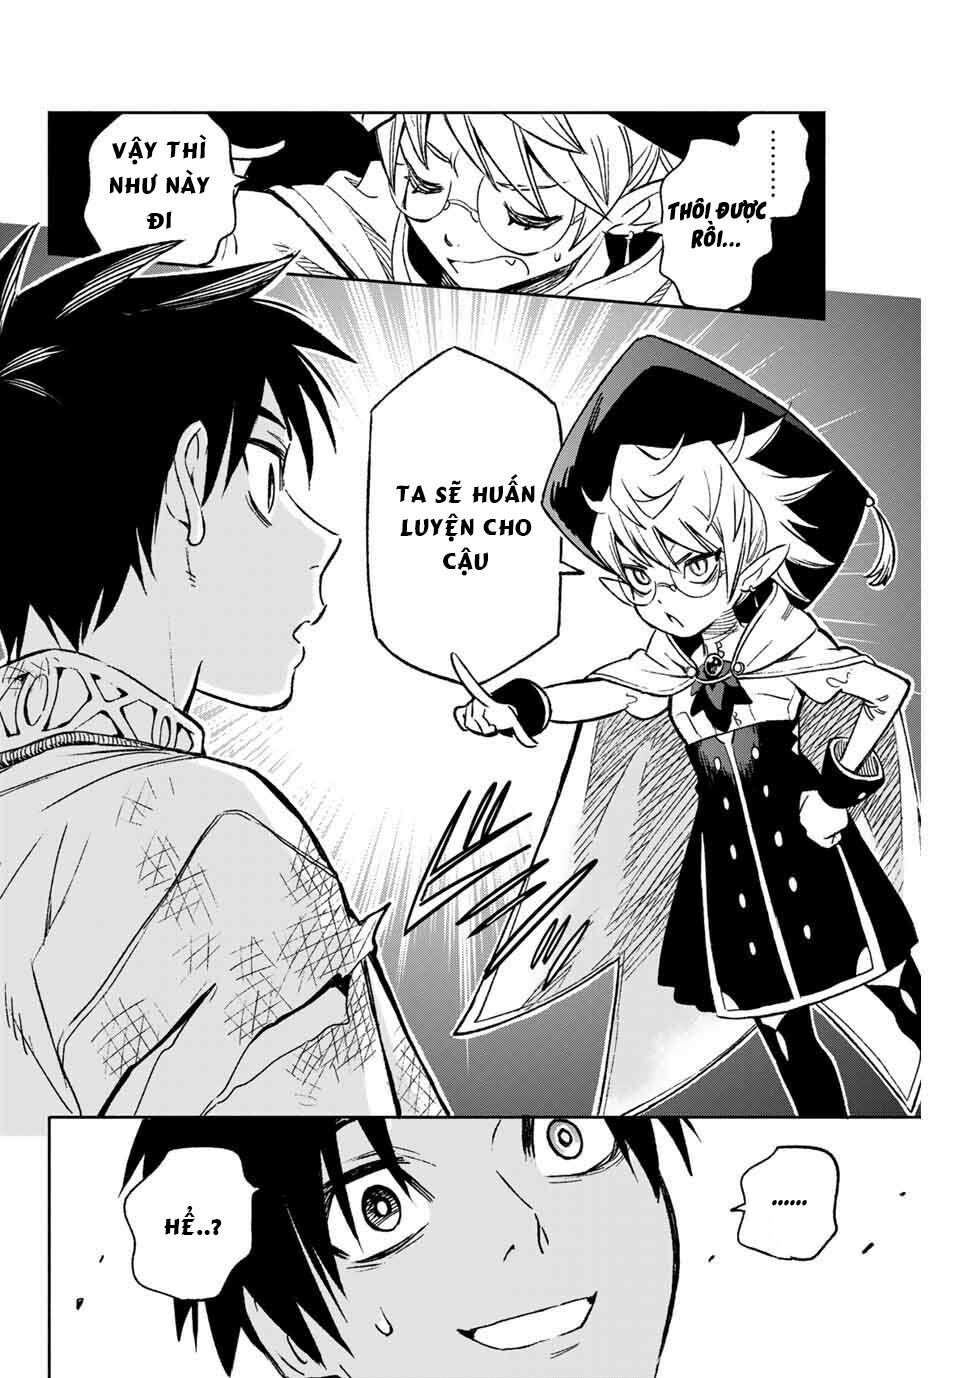 ......
THÔI ĐƯỢC
RỒI...
VẬY THÌ
NHƯ NÀY
ĐI
TA SẼ HUẤN
LUYỆN CHO
CẬU
......
HỂ..?